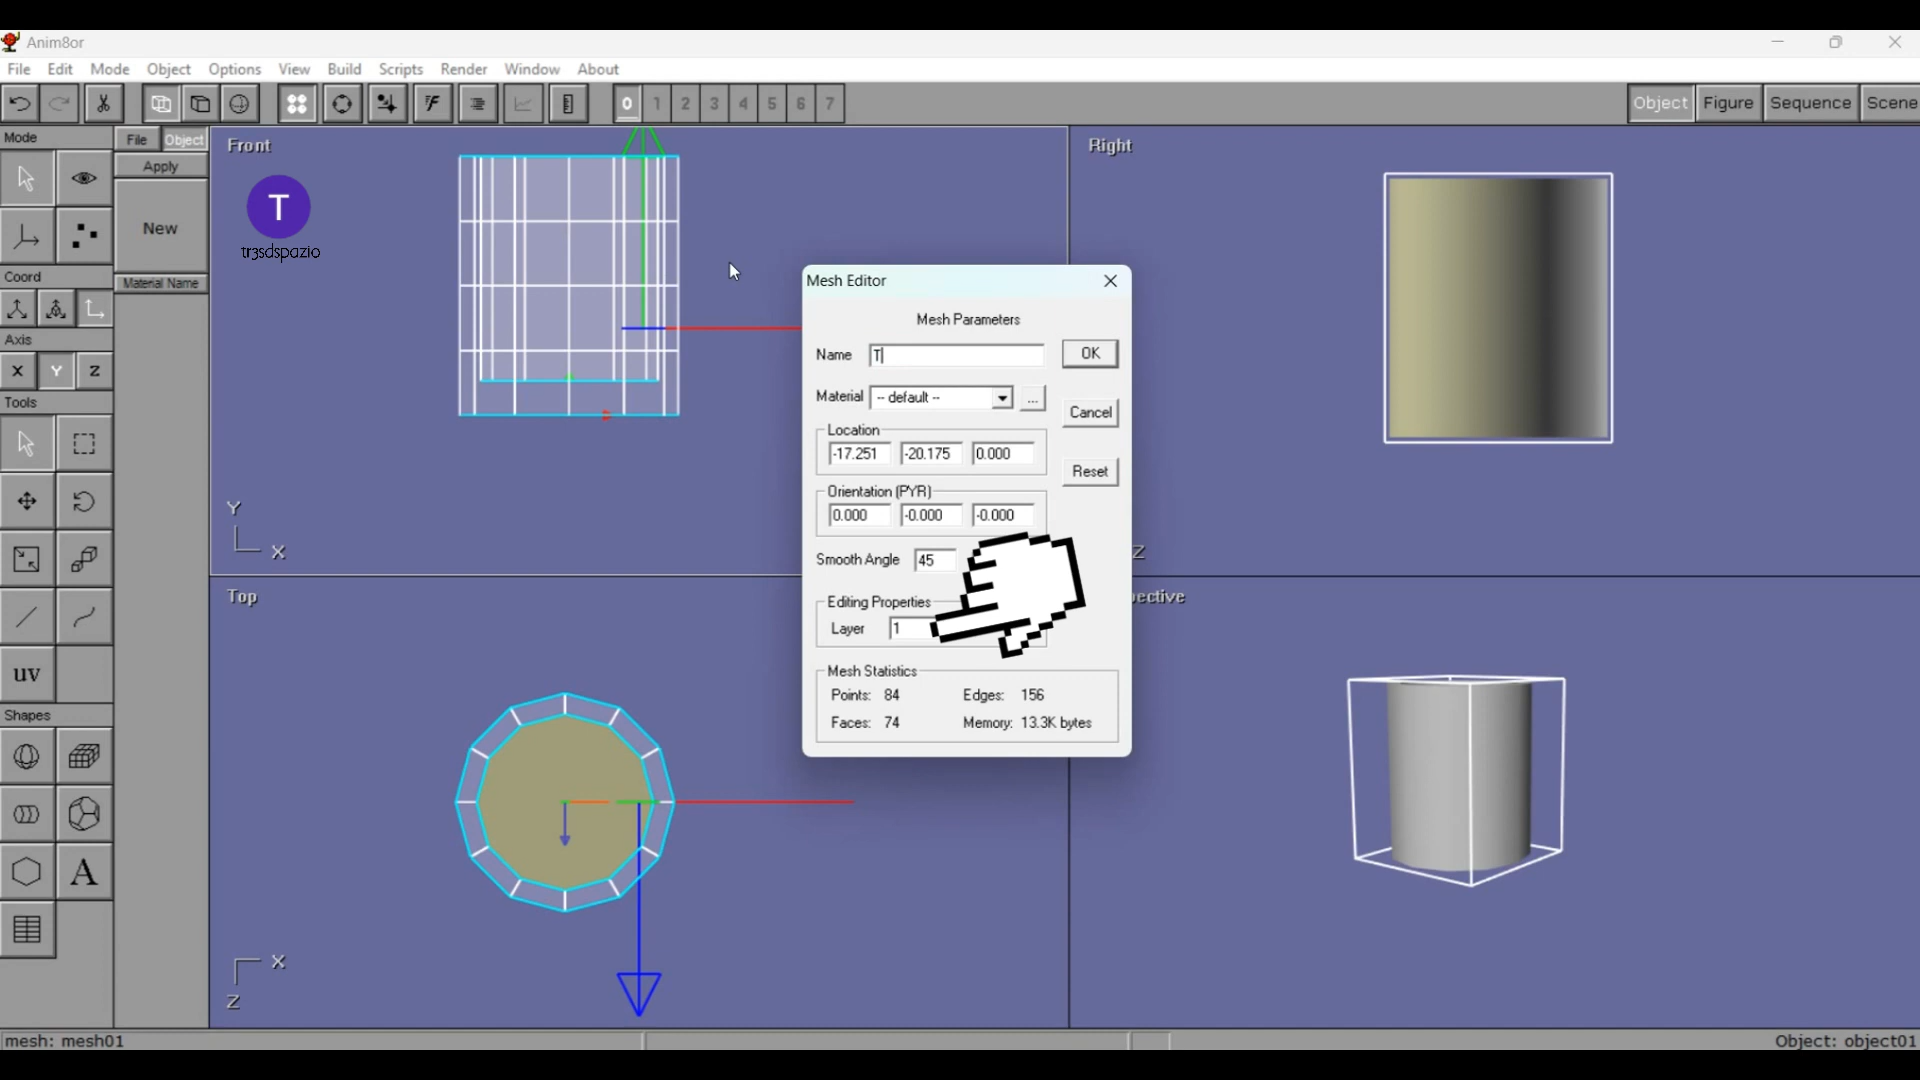 Anim8or
File Edit Mode Object Options View Build Scripts Render Window About
0 1 2 3 4 5 6 7
Object Figure Sequence Scene
Mode
File Object
Apply
New
Material Name
Coord
Axis
X Y Z
Tools
UV
Shapes
A
Front
T
tr3sdspazio
Y
X
Right
Z
Top
X
Z
ective
Mesh Editor
Mesh Parameters
Name T
OK
Material -- default -- ...
Cancel
Location
-17.251 -20.175 0.000
Reset
Orientation (PYR)
0.000 -0.000 -0.000
Smooth Angle 45
Editing Properties
Layer 1
Mesh Statistics
Points: 84 Edges: 156
Faces: 74 Memory: 13.3K bytes
mesh: mesh01
Object: object01